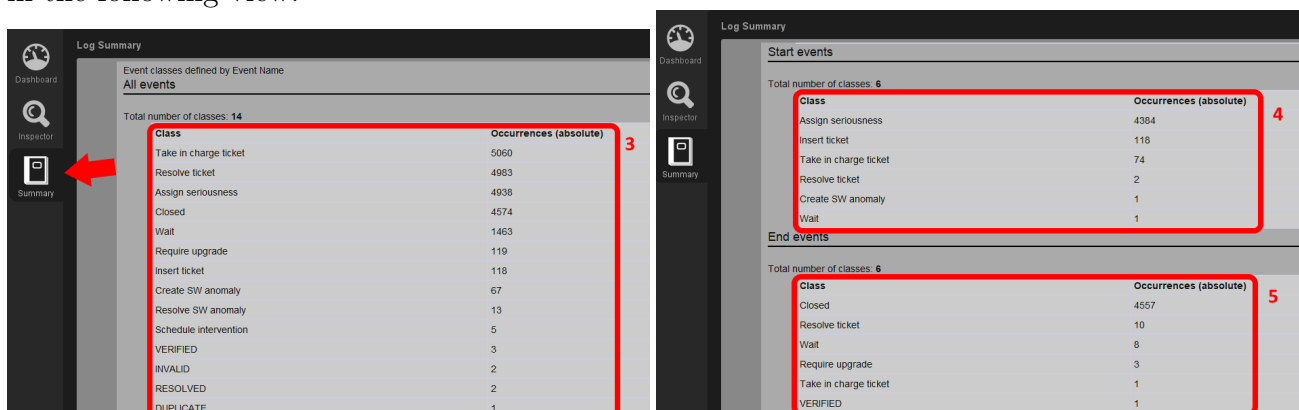 in the following view:
Log Summary
Dashboard
Inspector
Summary
Event classes defined by Event Name
All events
Total number of classes: 14
Class Occurrences (absolute)
3
Take in charge ticket 5060
Resolve ticket 4983
Assign seriousness 4938
Closed 4574
Wait 1463
Require upgrade 119
Insert ticket 118
Create SW anomaly 67
Resolve SW anomaly 13
Schedule intervention 5
VERIFIED 3
INVALID 2
RESOLVED 2
DUPLICATE 1
Log Summary
Dashboard
Inspector
Summary
Start events
Total number of classes: 6
Class Occurrences (absolute)
4
Assign seriousness 4384
Insert ticket 118
Take in charge ticket 74
Resolve ticket 2
Create SW anomaly 1
Wait 1
End events
Total number of classes: 6
Class Occurrences (absolute)
5
Closed 4557
Resolve ticket 10
Wait 8
Require upgrade 3
Take in charge ticket 1
VERIFIED 1